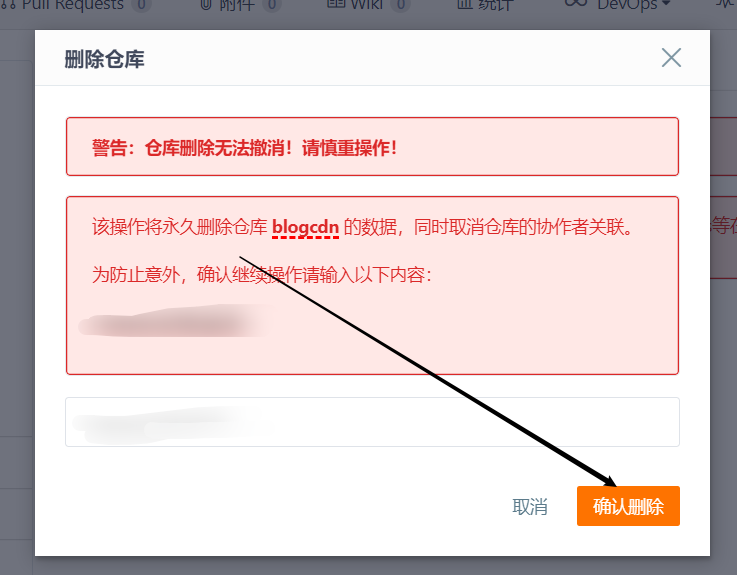 Pull Requests 0 附件 0 Wiki 0 统计 DevOps
删除仓库
警告：仓库删除无法撤消！请慎重操作！
该操作将永久删除仓库 blogcdn 的数据，同时取消仓库的协作者关联。
等在
为防止意外，确认继续操作请输入以下内容：
取消 确认删除